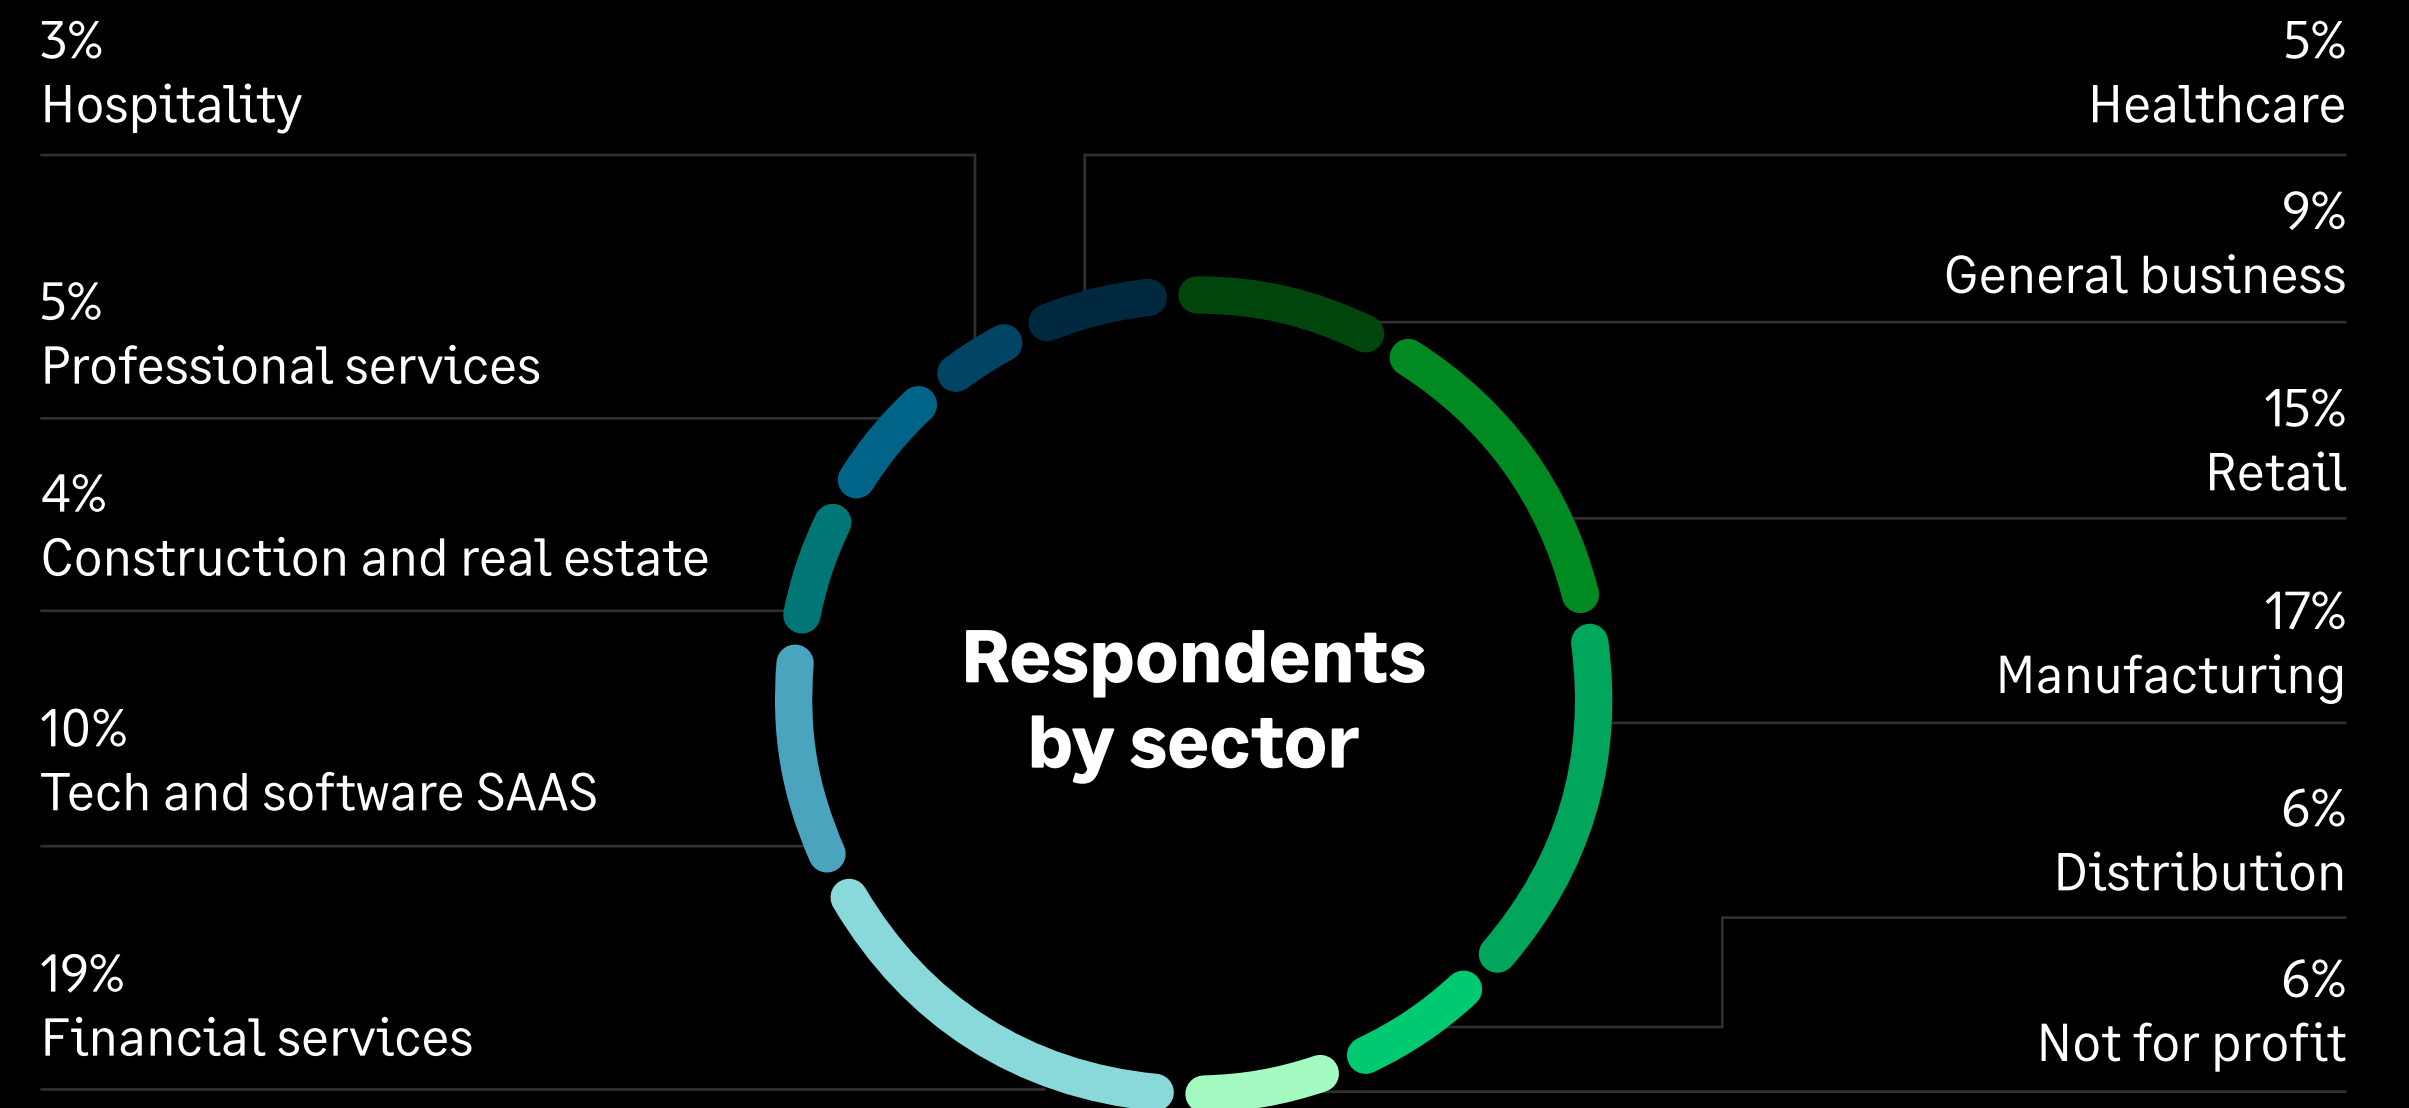 3%
Hospitality
5%
Professional services
4%
Construction and real estate
10%
Tech and software SAAS
19%
Financial services
Respondents
by sector
5%
Healthcare
9%
General business
15%
Retail
17%
Manufacturing
6%
Distribution
6%
Not for profit